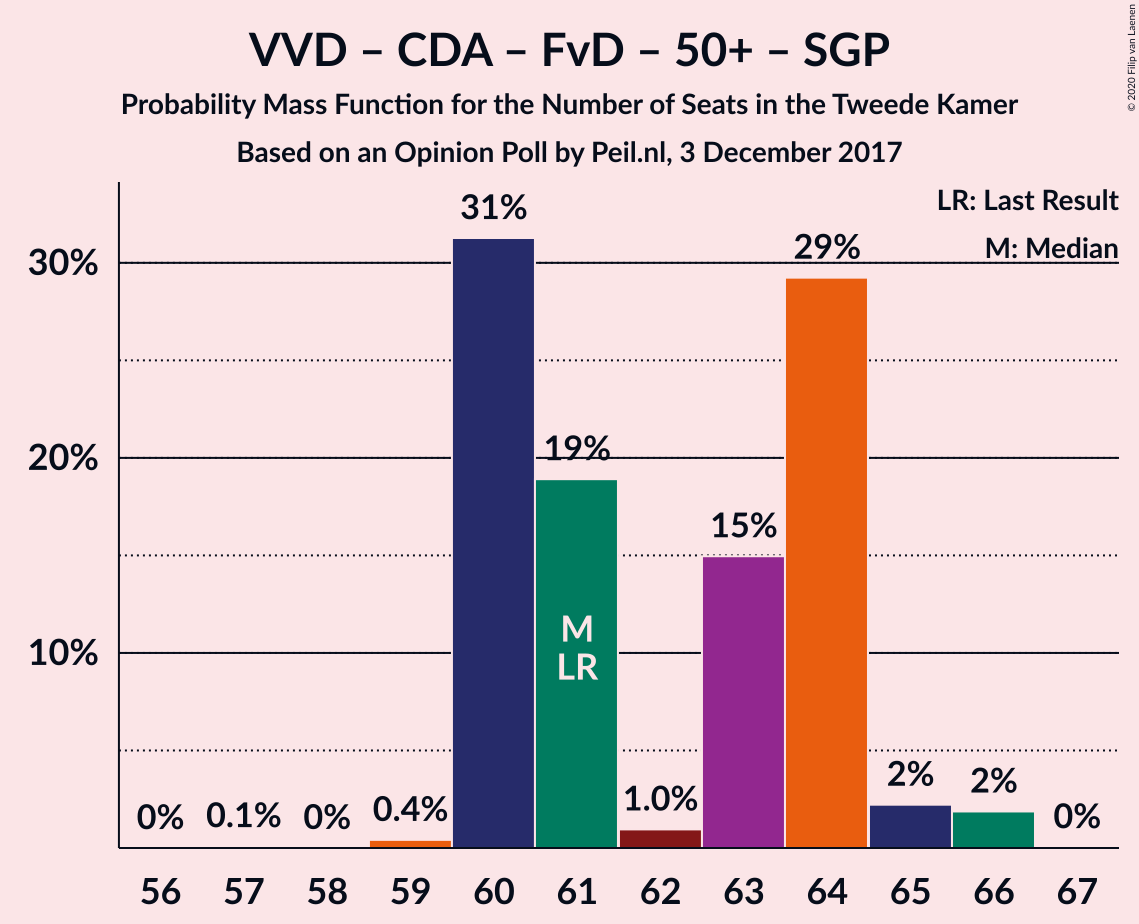 VVD – CDA – FvD – 50+ – SGP
Probability Mass Function for the Number of Seats in the Tweede Kamer
Based on an Opinion Poll by Peil.nl, 3 December 2017
© 2020 Filip van Laenen
LR: Last Result
M: Median
30%
20%
10%
0%
0.1%
0%
0.4%
31%
19%
1.0%
15%
29%
2%
2%
0%
M
LR
56 57 58 59 60 61 62 63 64 65 66 67